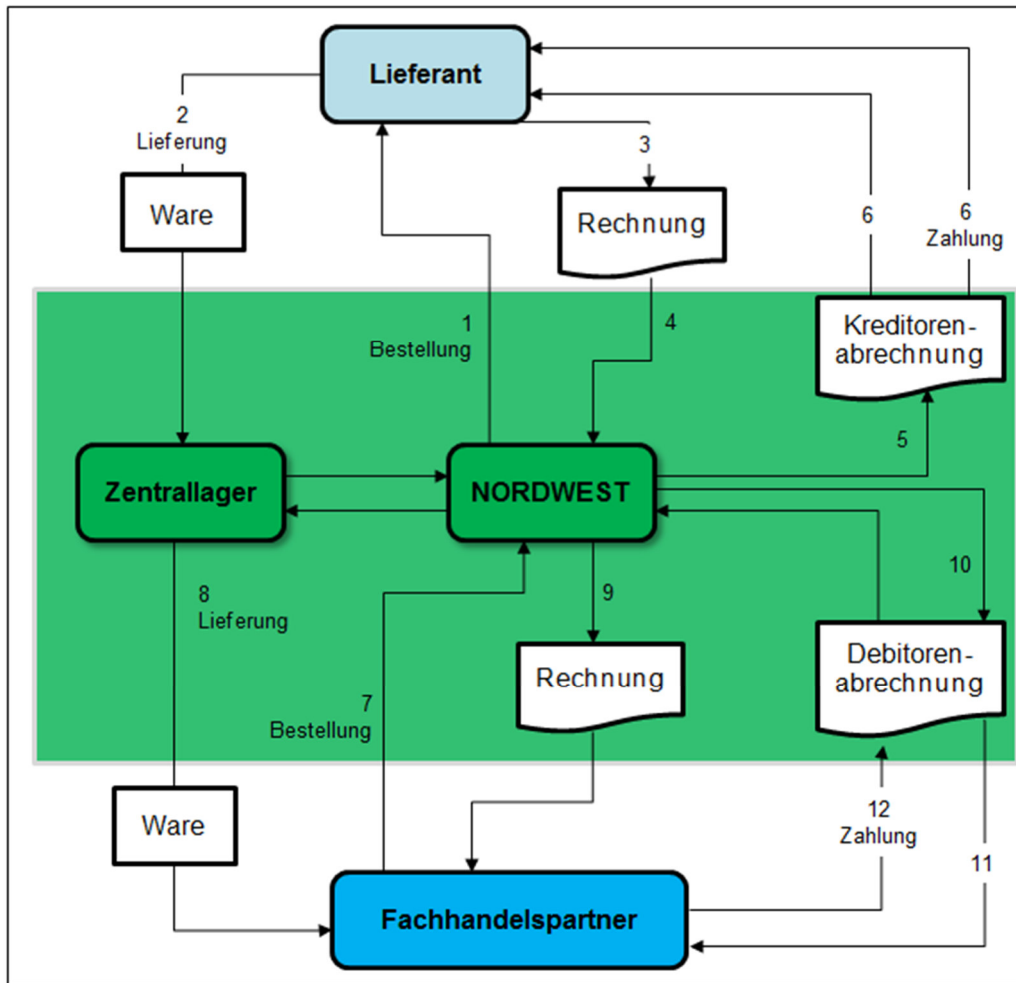 Lieferant
2
Lieferung
3
Ware
Rechnung
6
6
Zahlung
1
Bestellung
4
Kreditoren-
abrechnung
5
Zentrallager
NORDWEST
8
Lieferung
9
10
7
Bestellung
Rechnung
Debitoren-
abrechnung
Ware
12
Zahlung
11
Fachhandelspartner